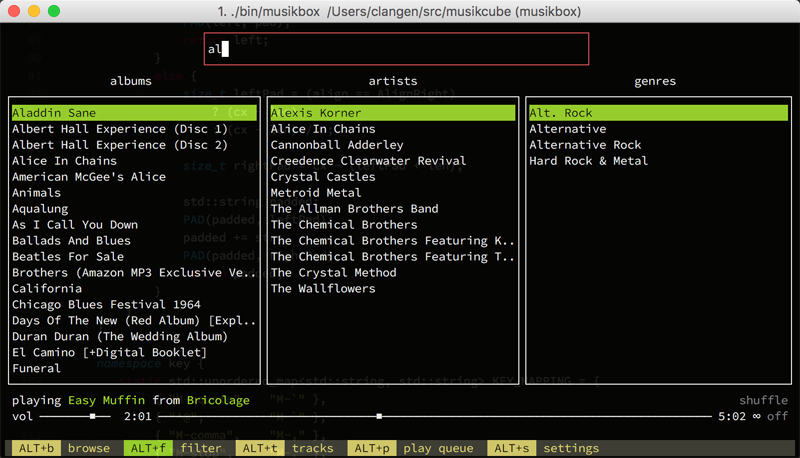 1. ./bin/musikbox /Users/clangen/src/musikcube (musikbox)
al
albums
Aladdin Sane
Albert Hall Experience (Disc 1)
Albert Hall Experience (Disc 2)
Alice In Chains
American McGee's Alice
Animals
Aqualung
As I Call You Down
Ballads And Blues
Beatles For Sale
Brothers (Amazon MP3 Exclusive Ve..
California
Chicago Blues Festival 1964
Days Of The New (Red Album) [Expl..
Duran Duran (The Wedding Album)
El Camino [+Digital Booklet]
Funeral
artists
Alexis Korner
Alice In Chains
Cannonball Adderley
Creedence Clearwater Revival
Crystal Castles
Metroid Metal
The Allman Brothers Band
The Chemical Brothers
The Chemical Brothers Featuring K..
The Chemical Brothers Featuring T..
The Crystal Method
The Wallflowers
genres
Alt. Rock
Alternative
Alternative Rock
Hard Rock & Metal
playing Easy Muffin from Bricolage
shuffle
vol 2:01 5:02 ∞ off
ALT+b browse ALT+f filter ALT+t tracks ALT+p play queue ALT+s settings